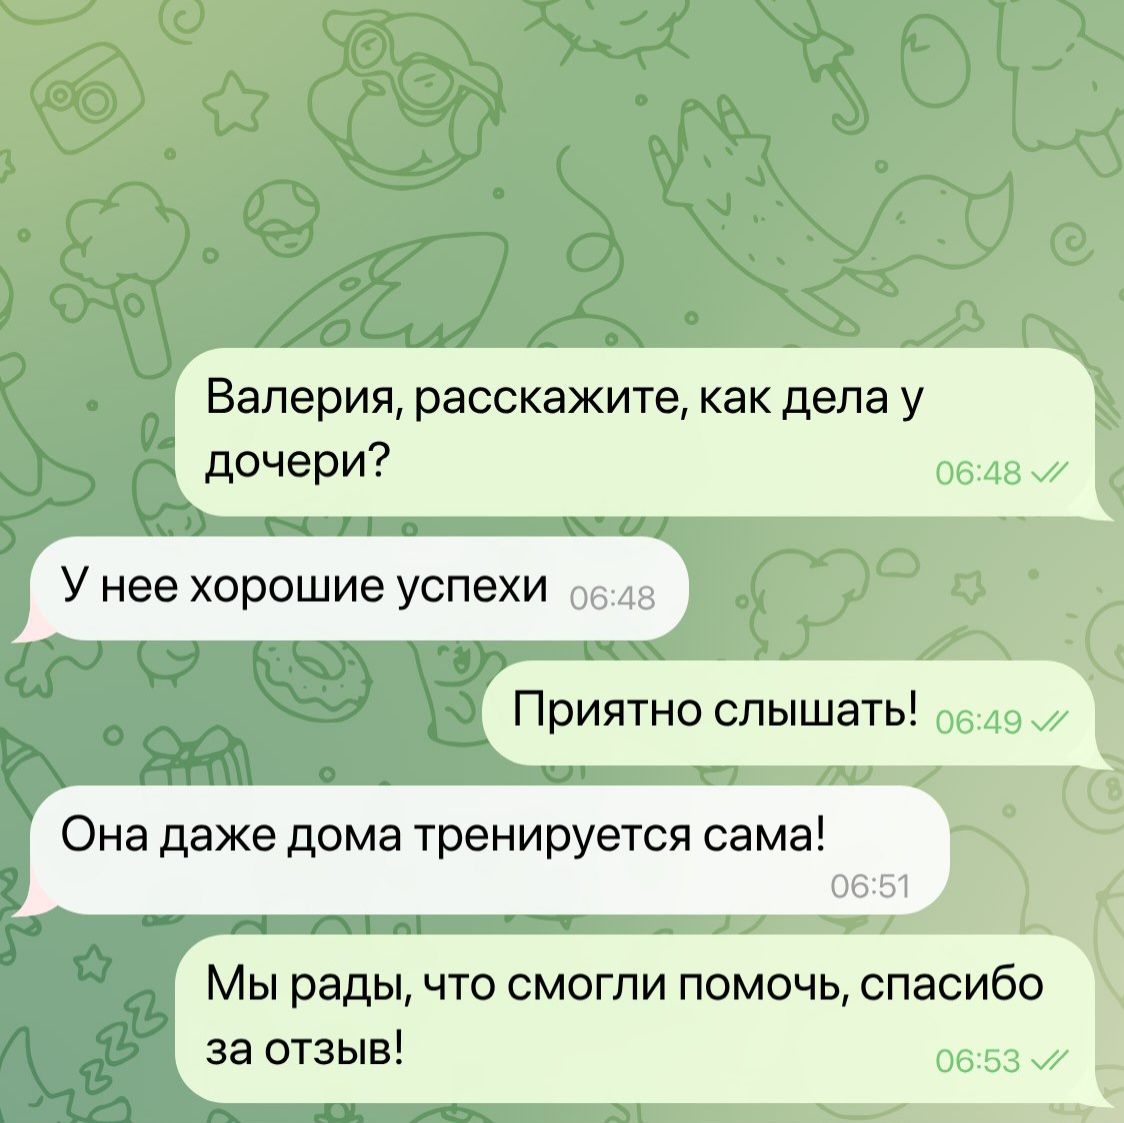 Валерия, расскажите, как дела у
дочери?
06:48
У нее хорошие успехи 06:48
Приятно слышать! 06:49
Она даже дома тренируется сама!
06:51
Мы рады, что смогли помочь, спасибо
за отзыв!
06:53